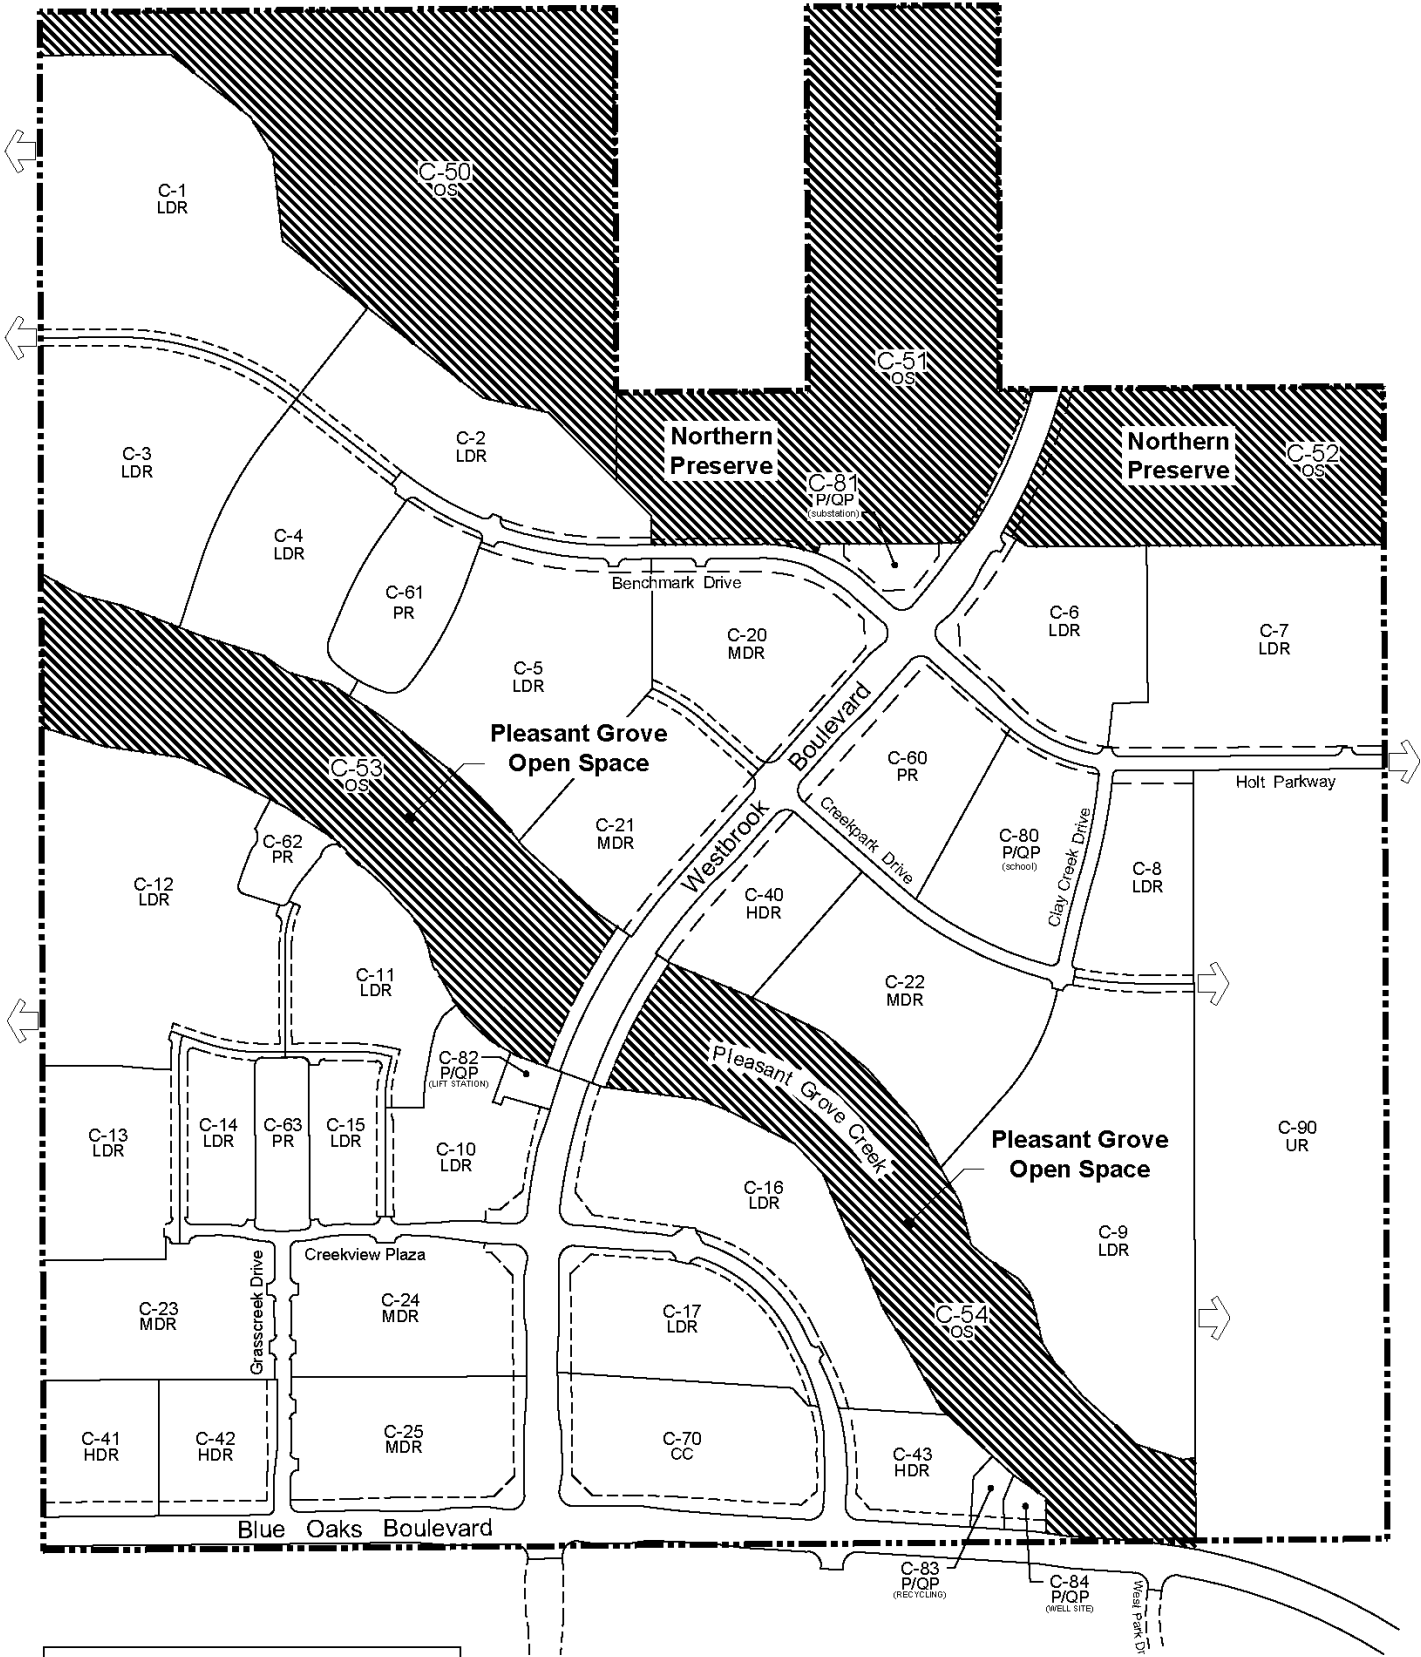 C-50
OS
C-1
LDR
C-51
OS
Northern
Preserve
Northern
Preserve
C-52
OS
C-2
LDR
C-3
LDR
C-81
P/QP
(substation)
C-4
LDR
Benchmark Drive
C-61
PR
C-20
MDR
C-6
LDR
C-7
LDR
C-5
LDR
Pleasant Grove
Open Space
Westbrook Boulevard
C-53
OS
C-60
PR
Holt Parkway
C-21
MDR
C-62
PR
Creekpark Drive
C-80
P/QP
(school)
Clay Creek Drive
C-8
LDR
C-12
LDR
C-40
HDR
C-11
LDR
C-22
MDR
C-82
P/QP
(LIFT STATION)
Pleasant Grove Creek
C-13
LDR
C-14
LDR
C-63
PR
C-15
LDR
C-10
LDR
Pleasant Grove
Open Space
C-90
UR
C-16
LDR
C-9
LDR
Creekview Plaza
Grasscreek Drive
C-23
MDR
C-24
MDR
C-17
LDR
C-54
OS
C-41
HDR
C-42
HDR
C-25
MDR
C-70
CC
C-43
HDR
Blue Oaks Boulevard
C-83
P/QP
(RECYCLING)
C-84
P/QP
(WELL SITE)
West Park Dr